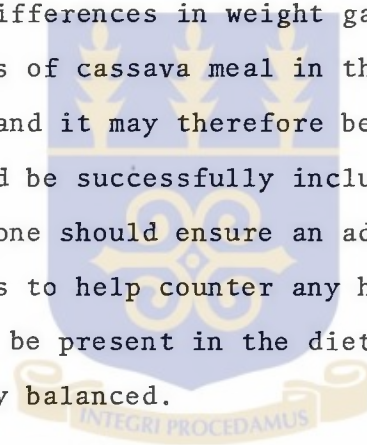 ifferences in weight ga
s of cassava meal in th
and it may therefore be
d be successfully inclu
one should ensure an ad
s to help counter any h
be present in the diet
y balanced.
INTEGRI PROCEDAMUS